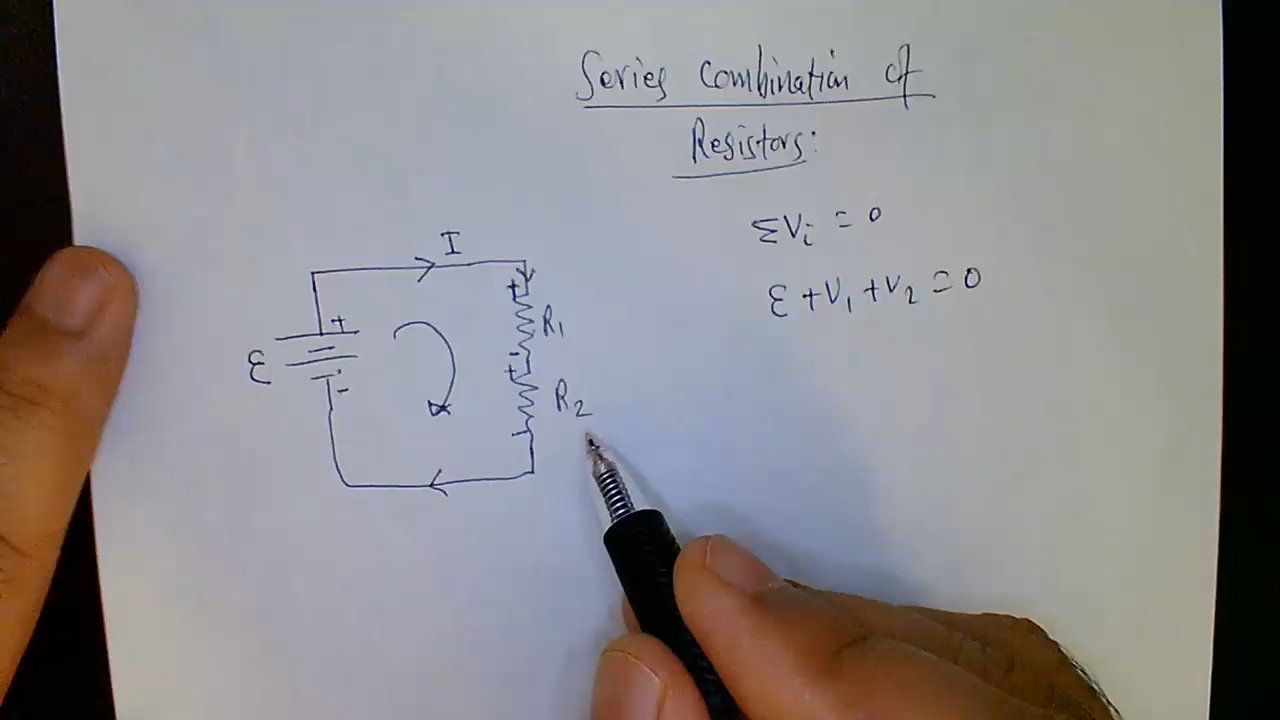 Series Combination of
Resistors:
ΣVi = 0
ε + V1 + V2 = 0
I
+
R1
+
ε
-
+
-
R2
-